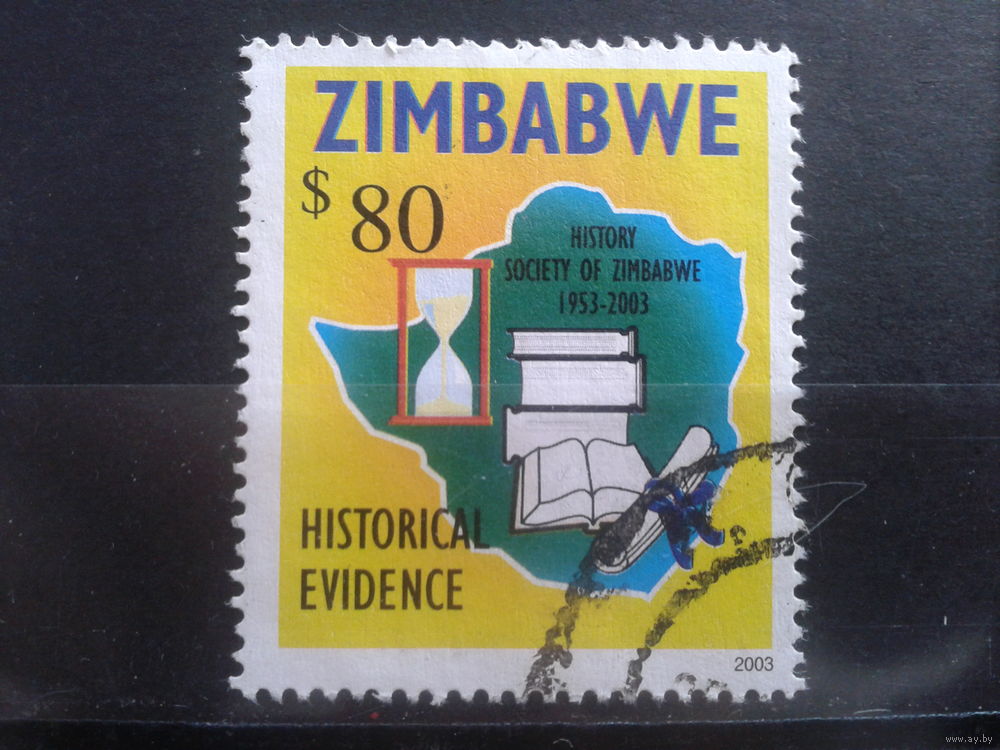 ZIMBABWE
$ 80
HISTORY
SOCIETY OF ZIMBABWE
1953-2003
HISTORICAL
EVIDENCE
2003
www.ay.by